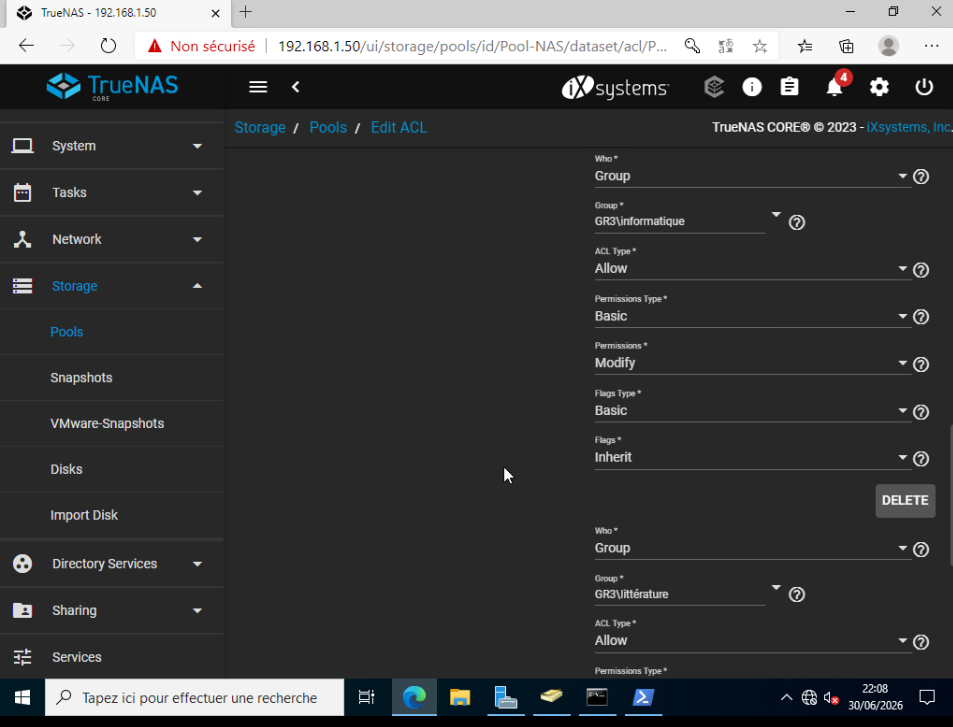 TrueNAS - 192.168.1.50
Non sécurisé
192.168.1.50/ui/storage/pools/id/Pool-NAS/dataset/acl/P...
TrueNAS
CORE
iXsystems
4
Storage / Pools / Edit ACL
TrueNAS CORE® © 2023 - iXsystems, Inc.
System
Tasks
Network
Storage
Pools
Snapshots
VMware-Snapshots
Disks
Import Disk
Directory Services
Sharing
Services
Who *
Group
Group *
GR3\informatique
ACL Type *
Allow
Permissions Type *
Basic
Permissions *
Modify
Flags Type *
Basic
Flags *
Inherit
DELETE
Who *
Group
Group *
GR3\littérature
ACL Type *
Allow
Permissions Type *
Tapez ici pour effectuer une recherche
22:08
30/06/2026